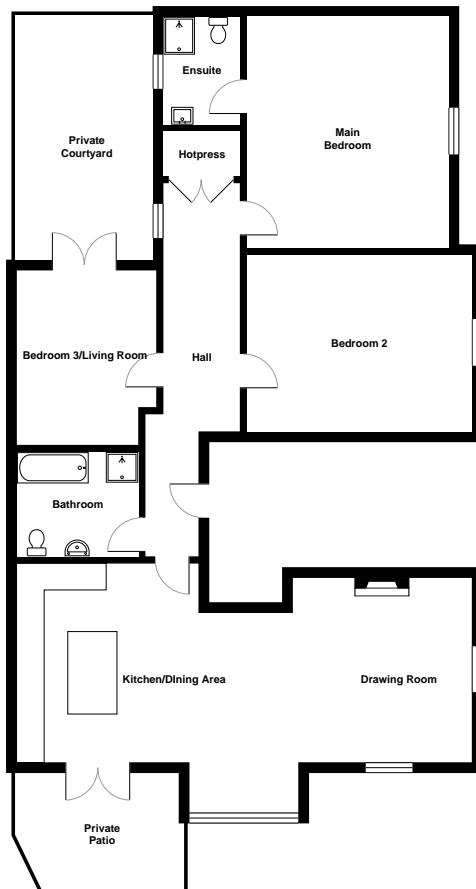 Ensuite
Private
Courtyard
Main
Bedroom
Hotpress
Bedroom 3/Living Room
Hall
Bedroom 2
Bathroom
Kitchen/DIning Area
Drawing Room
Private
Patio